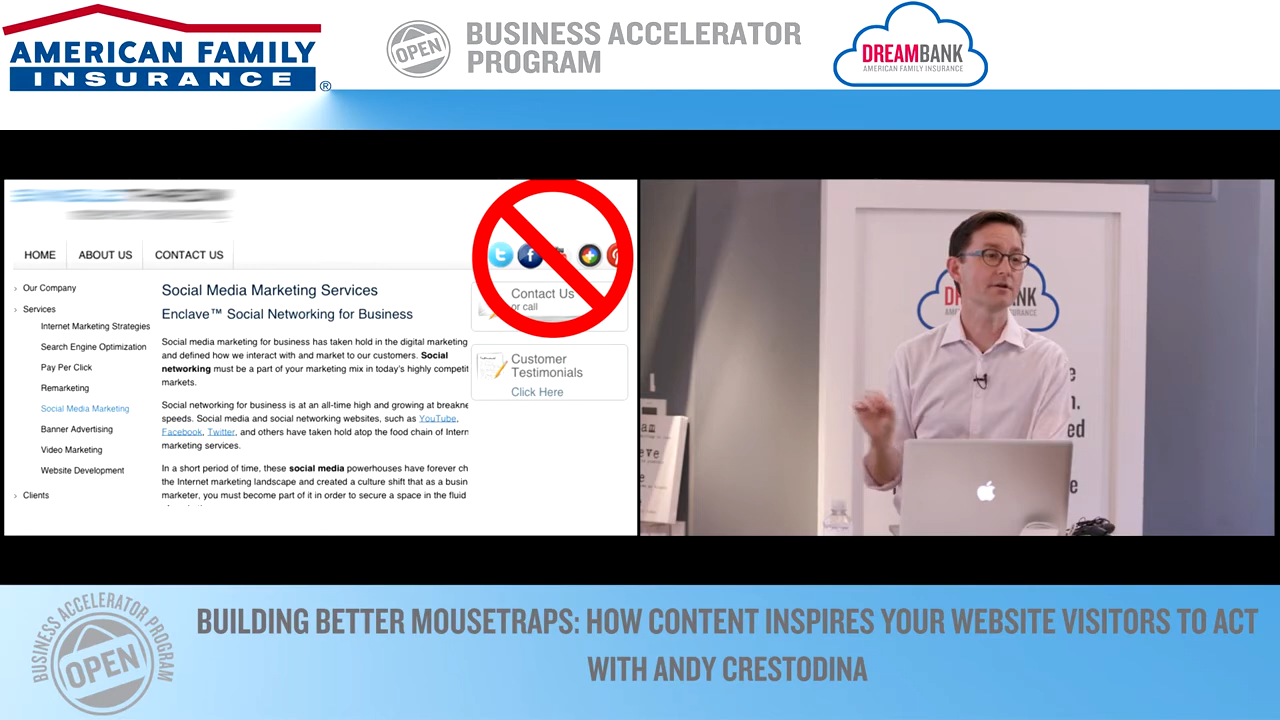 AMERICAN FAMILY
INSURANCE ®
OPEN
BUSINESS ACCELERATOR
PROGRAM
DREAMBANK
AMERICAN FAMILY INSURANCE
HOME
ABOUT US
CONTACT US
› Our Company
› Services
Internet Marketing Strategies
Search Engine Optimization
Pay Per Click
Remarketing
Social Media Marketing
Banner Advertising
Video Marketing
Website Development
› Clients
Social Media Marketing Services
Enclave™ Social Networking for Business
Social media marketing for business has taken hold in the digital marketing
and defined how we interact with and market to our customers. Social
networking must be a part of your marketing mix in today's highly competit
markets.
Social networking for business is at an all-time high and growing at breakne
speeds. Social media and social networking websites, such as YouTube,
Facebook, Twitter, and others have taken hold atop the food chain of Intern
marketing services.
In a short period of time, these social media powerhouses have forever ch
the Internet marketing landscape and created a culture shift that as a busin
marketer, you must become part of it in order to secure a space in the fluid
Contact Us
or call
Customer
Testimonials
Click Here
BANK
BUSINESS ACCELERATOR PROGRAM
OPEN
BUILDING BETTER MOUSETRAPS: HOW CONTENT INSPIRES YOUR WEBSITE VISITORS TO ACT
WITH ANDY CRESTODINA